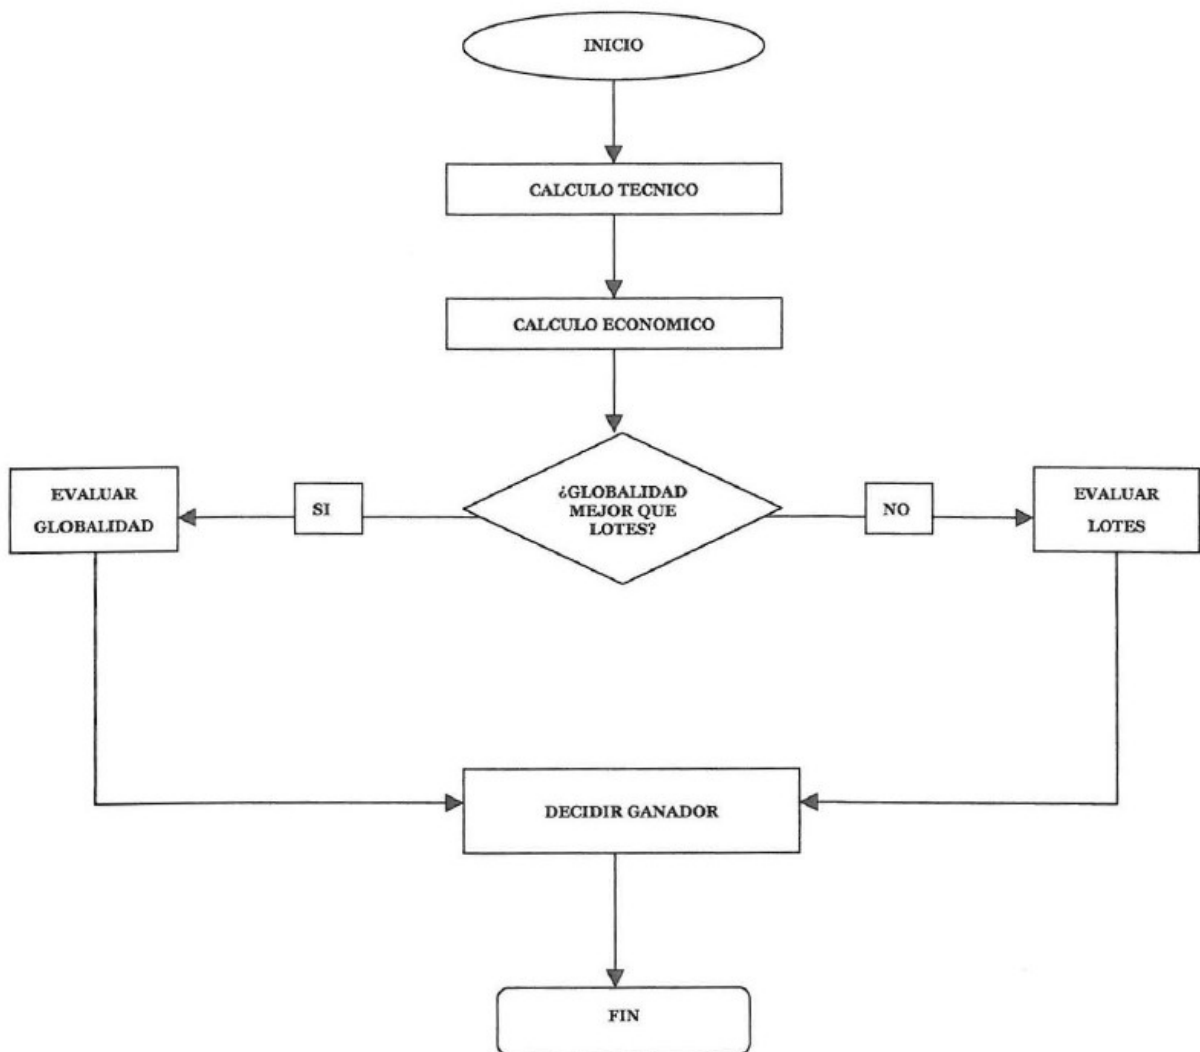 INICIO
CALCULO TECNICO
CALCULO ECONOMICO
¿GLOBALIDAD
MEJOR QUE
LOTES?
SI
NO
EVALUAR
GLOBALIDAD
EVALUAR
LOTES
DECIDIR GANADOR
FIN